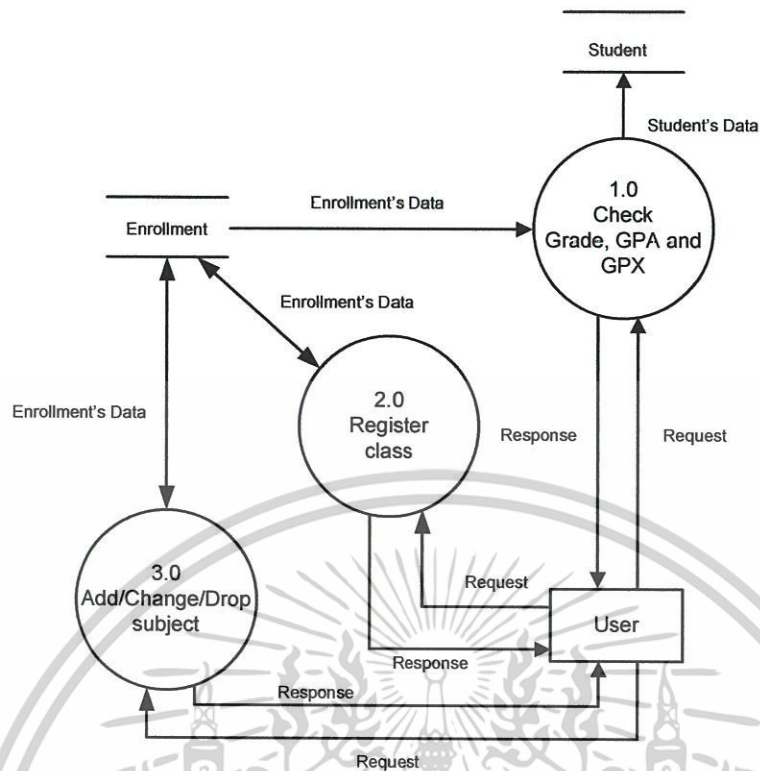 Student
Student's Data
1.0
Check
Grade, GPA and
GPX
Enrollment's Data
Enrollment
Enrollment's Data
Enrollment's Data
2.0
Register
class
Response
Request
3.0
Add/Change/Drop
subject
Request
User
Response
Response
Request